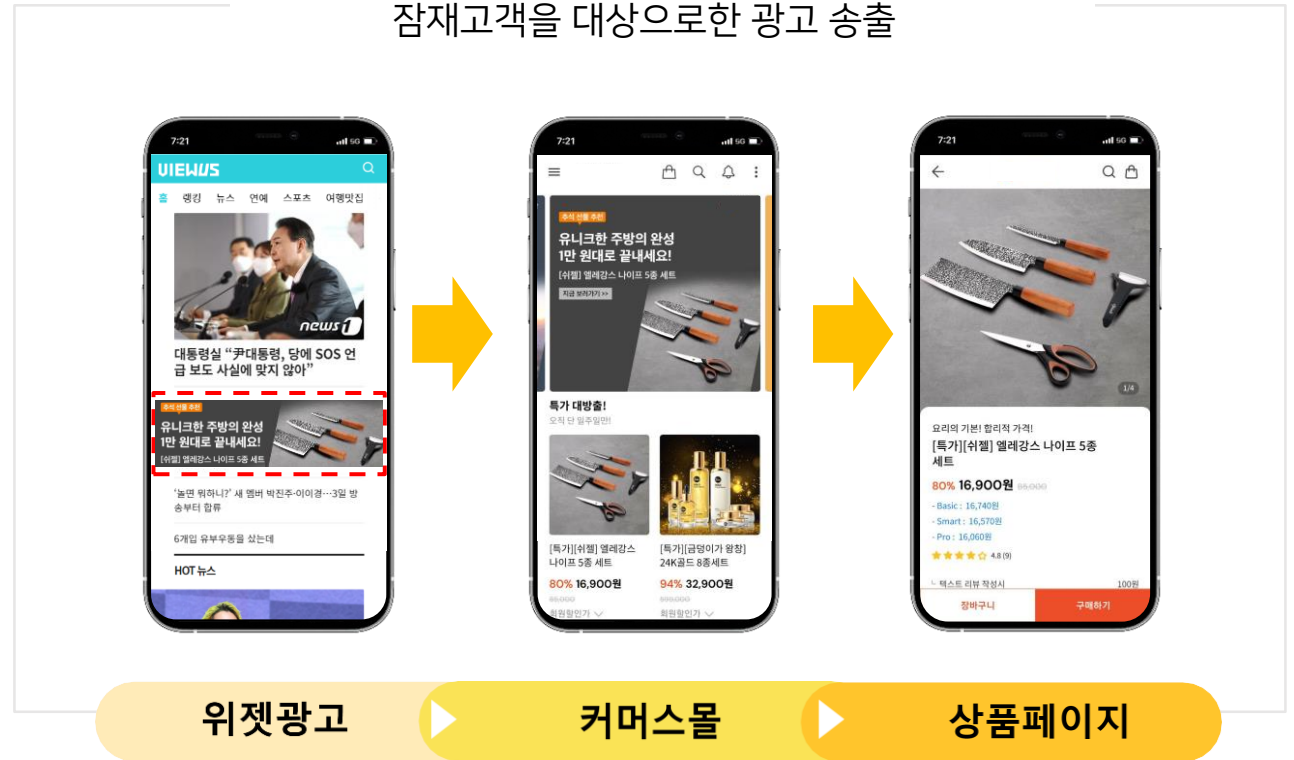 잠재고객을 대상으로한 광고 송출
7:21
5G
VIEWUS
홈 랭킹 뉴스 연예 스포츠 여행맛집
news1
대통령실 “尹대통령, 당에 SOS 언
급 보도 사실에 맞지 않아”
추석 선물 추천
유니크한 주방의 완성
1만 원대로 끝내세요!
[쉬젤] 엘레강스 나이프 5종 세트
‘놀면 뭐하니?’ 새 멤버 박진주·이이경…3일 방
송부터 합류
6개입 유부우동을 샀는데
HOT 뉴스
7:21
5G
추석 선물 추천
유니크한 주방의 완성
1만 원대로 끝내세요!
[쉬젤] 엘레강스 나이프 5종 세트
지금 보러가기 >>
특가 대방출!
오직 단 일주일만!
[특가][쉬젤] 엘레강스
나이프 5종 세트
80% 16,900원
85,000
회원할인가
[특가][금덩이가 왕창]
24K골드 8종세트
94% 32,900원
599,000
회원할인가
7:21
5G
1/4
요리의 기본! 합리적 가격!
[특가][쉬젤] 엘레강스 나이프 5종
세트
80% 16,900원 85,000
- Basic : 16,740원
- Smart : 16,570원
- Pro : 16,060원
4.8 (9)
텍스트 리뷰 작성시 100원
장바구니 구매하기
위젯광고
커머스몰
상품페이지